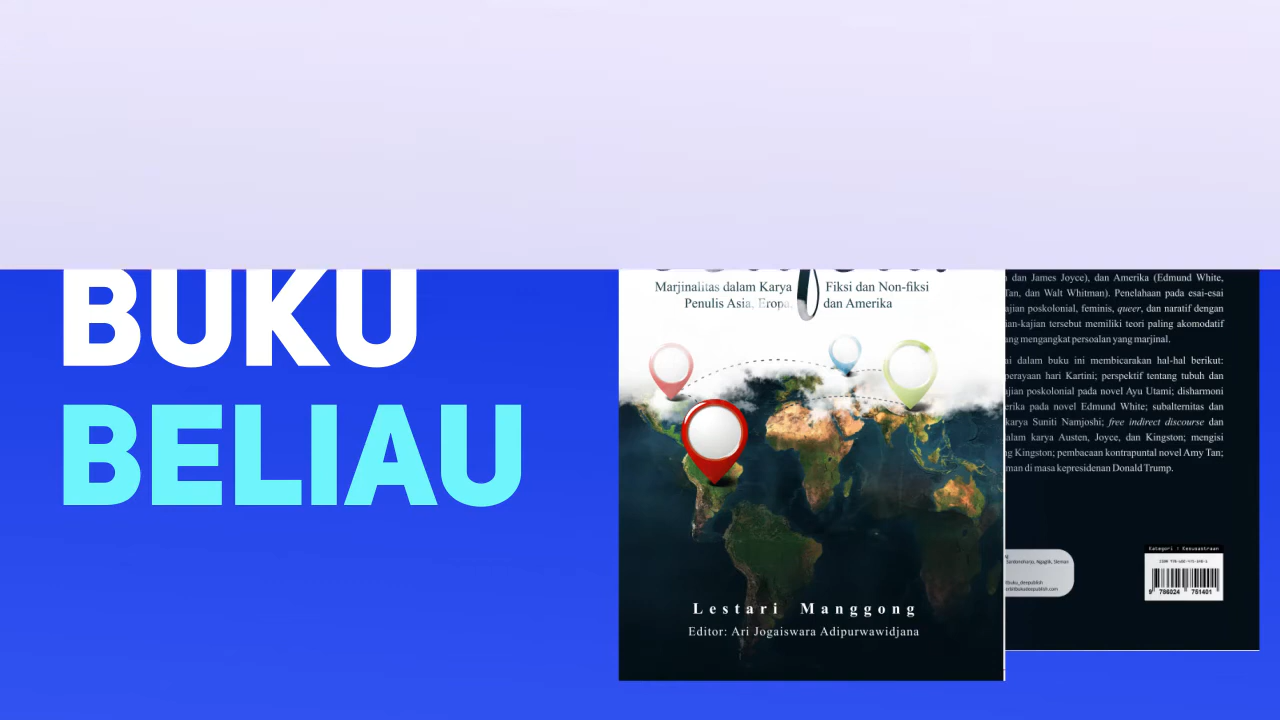 BUKU
BELIAU
Marjinalitas dalam Karya Fiksi dan Non-fiksi
Penulis Asia, Eropa, dan Amerika
Lestari Manggong
Editor: Ari Jogaiswara Adipurwawidjana
dan James Joyce), dan Amerika (Edmund White,
Tan, dan Walt Whitman). Penelahaan pada esai-esai
ajian poskolonial, feminis, queer, dan naratif dengan
ian-kajian tersebut memiliki teori paling akomodatif
ang mengangkat persoalan yang marjinal.
ai dalam buku ini membicarakan hal-hal berikut:
perayaan hari Kartini; perspektif tentang tubuh dan
ajian poskolonial pada novel Ayu Utami; disharmoni
erika pada novel Edmund White; subalternitas dan
karya Suniti Namjoshi; free indirect discourse dan
alam karya Austen, Joyce, dan Kingston; mengisi
g Kingston; pembacaan kontrapuntal novel Amy Tan;
man di masa kepresidenan Donald Trump.
Kategori : Kesusastraan
9 786024 751401